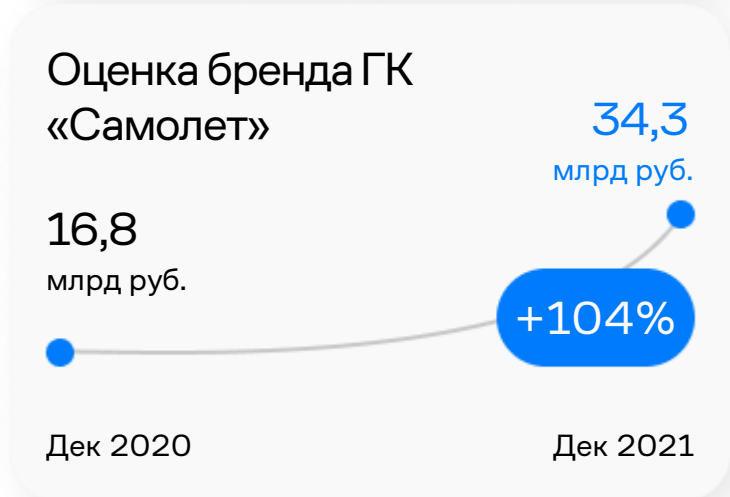 Оценка бренда ГК
«Самолет»
34,3
млрд руб.
16,8
млрд руб.
+104%
Дек 2020
Дек 2021